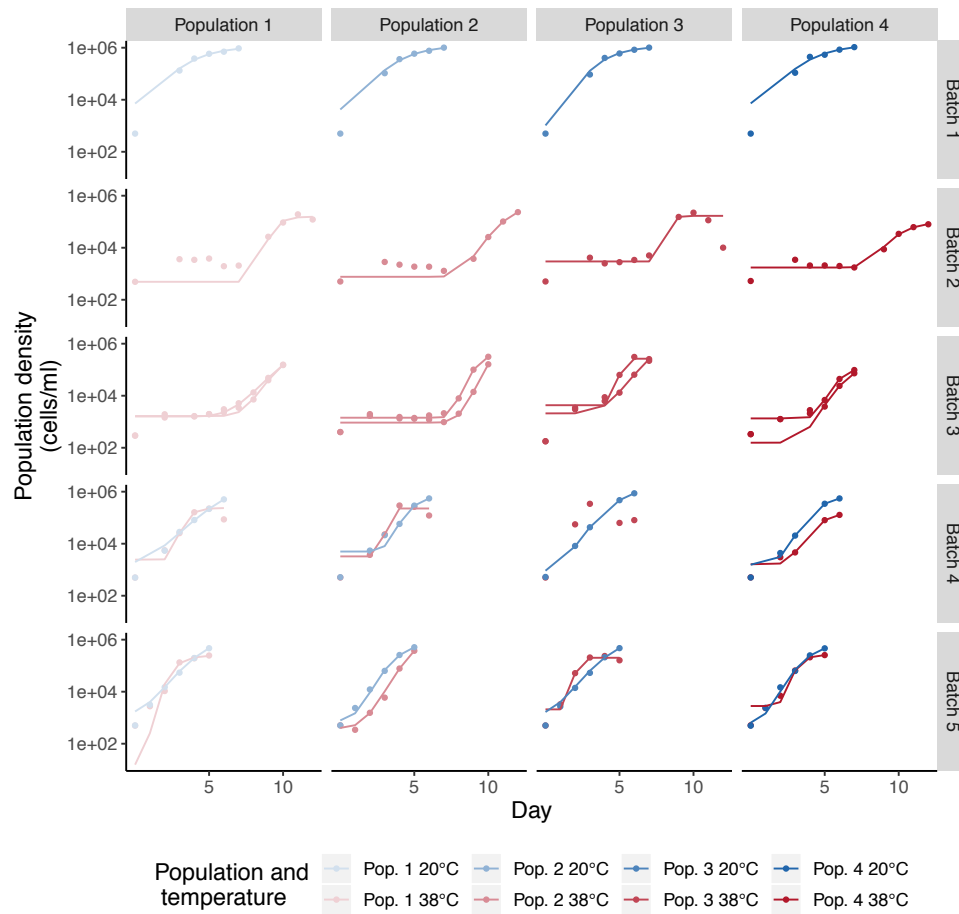 Population 1 Population 2 Population 3 Population 4
1e+06
1e+04
1e+02
Batch 1
1e+06
1e+04
1e+02
Batch 2
1e+06
1e+04
1e+02
Batch 3
1e+06
1e+04
1e+02
Batch 4
1e+06
1e+04
1e+02
Batch 5
Population density
(cells/ml)
5 10 5 10 5 10 5 10
Day
Population and
temperature
Pop. 1 20°C Pop. 2 20°C Pop. 3 20°C Pop. 4 20°C
Pop. 1 38°C Pop. 2 38°C Pop. 3 38°C Pop. 4 38°C